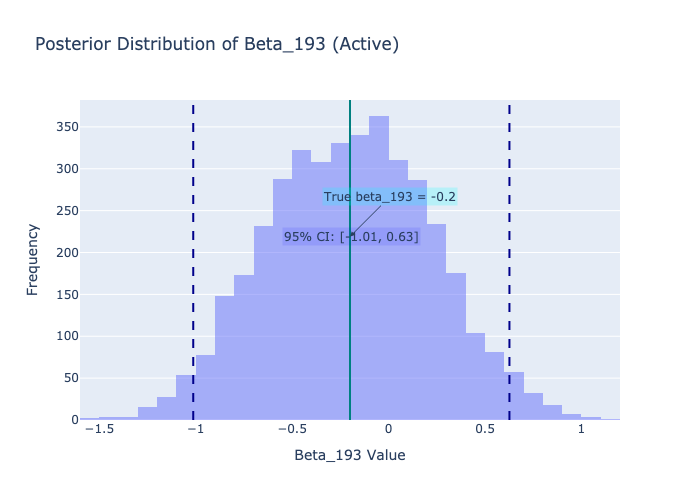 Posterior Distribution of Beta_193 (Active)
350
300
250
200
150
100
50
0
Frequency
True beta_193 = -0.2
95% CI: [-1.01, 0.63]
−1.5
−1
−0.5
0
0.5
1
Beta_193 Value